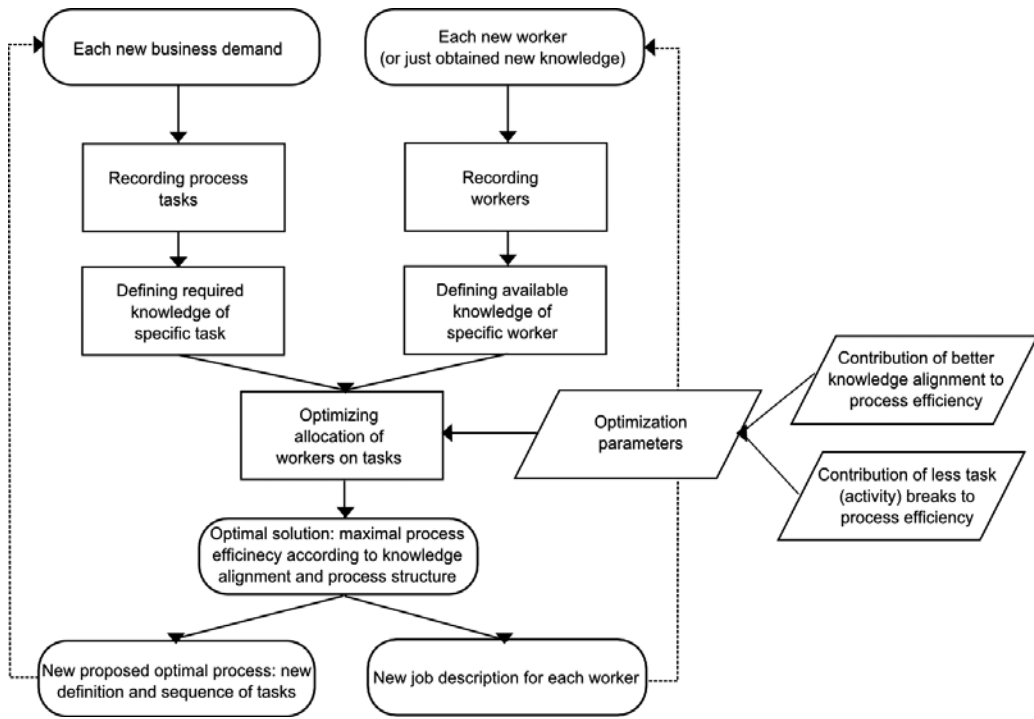 Each new business demand
Each new worker
(or just obtained new knowledge)
Recording process
tasks
Recording
workers
Defining required
knowledge of
specific task
Defining available
knowledge of
specific worker
Optimizing
allocation of
workers on tasks
Optimization
parameters
Contribution of better
knowledge alignment to
process efficiency
Contribution of less task
(activity) breaks to
process efficiency
Optimal solution: maximal process
efficinecy according to knowledge
alignment and process structure
New proposed optimal process: new
definition and sequence of tasks
New job description for each worker